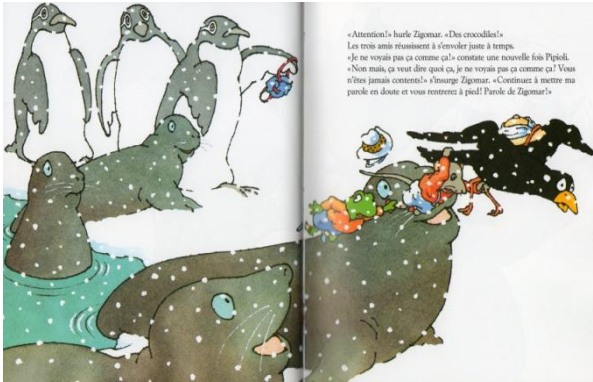 «Attention!» hurle Zigomar. «Des crocodiles!»
Les trois amis réussissent à s'envoler juste à temps.
«Je ne voyais pas ça comme ça!» constate une nouvelle fois Pipioli.
«Non mais, ça veut dire quoi ça, je ne voyais pas ça comme ça? Vous
n'êtes jamais contents!» s'insurge Zigomar. «Continuez à mettre ma
parole en doute et vous rentrerez à pied! Parole de Zigomar!»